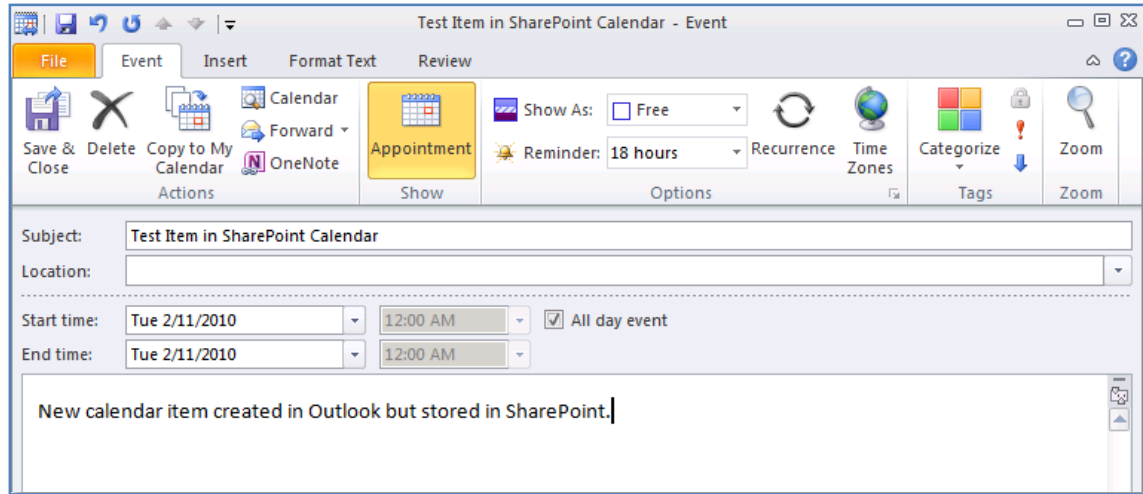 Test Item in SharePoint Calendar - Event
File Event Insert Format Text Review
Save & Close
Delete
Copy to My Calendar
Calendar
Forward
OneNote
Actions
Appointment
Show
Show As: Free
Reminder: 18 hours
Recurrence
Time Zones
Options
Categorize
Tags
Zoom
Zoom
Subject: Test Item in SharePoint Calendar
Location:
Start time: Tue 2/11/2010 12:00 AM All day event
End time: Tue 2/11/2010 12:00 AM
New calendar item created in Outlook but stored in SharePoint.